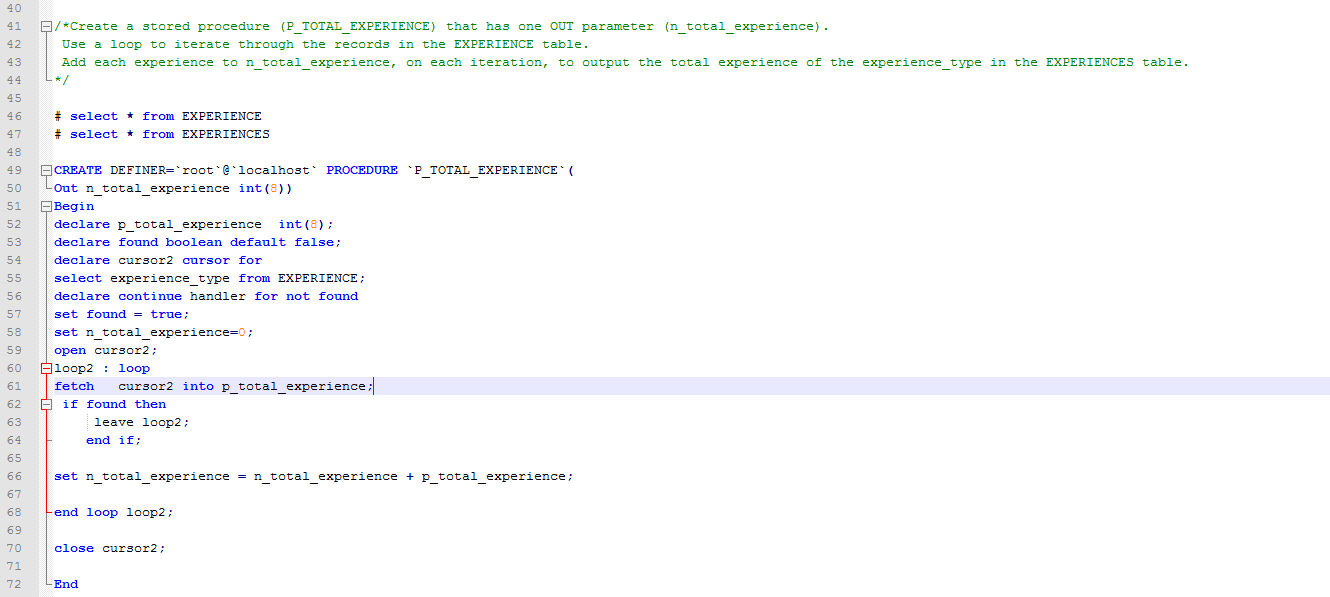 40
41 /*Create a stored procedure (P_TOTAL_EXPERIENCE) that has one OUT parameter (n_total_experience).
42  Use a loop to iterate through the records in the EXPERIENCE table.
43  Add each experience to n_total_experience, on each iteration, to output the total experience of the experience_type in the EXPERIENCES table.
44 */
45
46 # select * from EXPERIENCE
47 # select * from EXPERIENCES
48
49 CREATE DEFINER=`root`@`localhost` PROCEDURE `P_TOTAL_EXPERIENCE`(
50 Out n_total_experience int(8))
51 Begin
52 declare p_total_experience  int(8);
53 declare found boolean default false;
54 declare cursor2 cursor for
55 select experience_type from EXPERIENCE;
56 declare continue handler for not found
57 set found = true;
58 set n_total_experience=0;
59 open cursor2;
60 loop2 : loop
61 fetch   cursor2 into p_total_experience;
62  if found then
63      leave loop2;
64     end if;
65
66 set n_total_experience = n_total_experience + p_total_experience;
67
68 end loop loop2;
69
70 close cursor2;
71
72 End